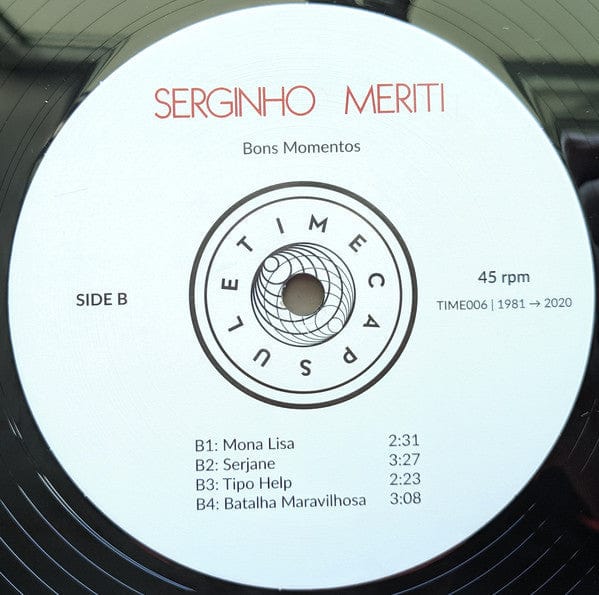 SERGINHO MERITI
Bons Momentos
TIME CAPSULE
SIDE B
45 rpm
TIME006 | 1981 → 2020
B1: Mona Lisa 2:31
B2: Serjane 3:27
B3: Tipo Help 2:23
B4: Batalha Maravilhosa 3:08